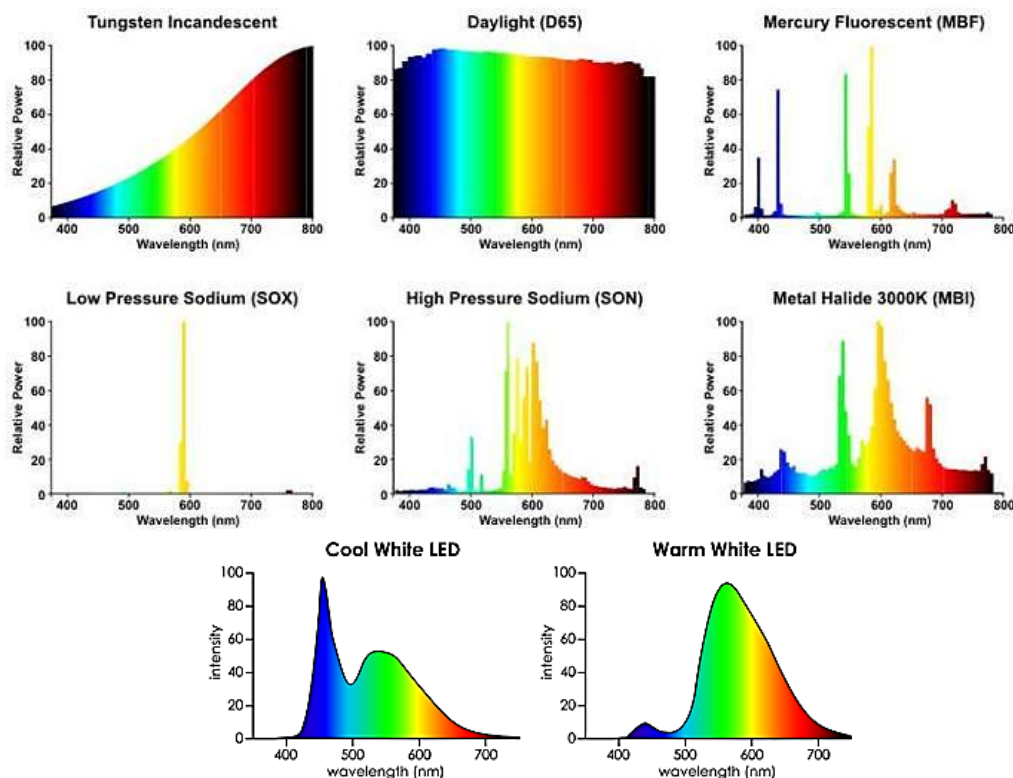 Tungsten Incandescent
Daylight (D65)
Mercury Fluorescent (MBF)
Relative Power
100
80
60
40
20
0
400 500 600 700 800
Wavelength (nm)
Relative Power
100
80
60
40
20
0
400 500 600 700 800
Wavelength (nm)
Relative Power
100
80
60
40
20
0
400 500 600 700 800
Wavelength (nm)
Low Pressure Sodium (SOX)
High Pressure Sodium (SON)
Metal Halide 3000K (MBI)
Relative Power
100
80
60
40
20
0
400 500 600 700 800
Wavelength (nm)
Relative Power
100
80
60
40
20
0
400 500 600 700 800
Wavelength (nm)
Relative Power
100
80
60
40
20
0
400 500 600 700 800
Wavelength (nm)
Cool White LED
Warm White LED
intensity
100
80
60
40
20
0
400 500 600 700
wavelength (nm)
intensity
100
80
60
40
20
0
400 500 600 700
wavelength (nm)